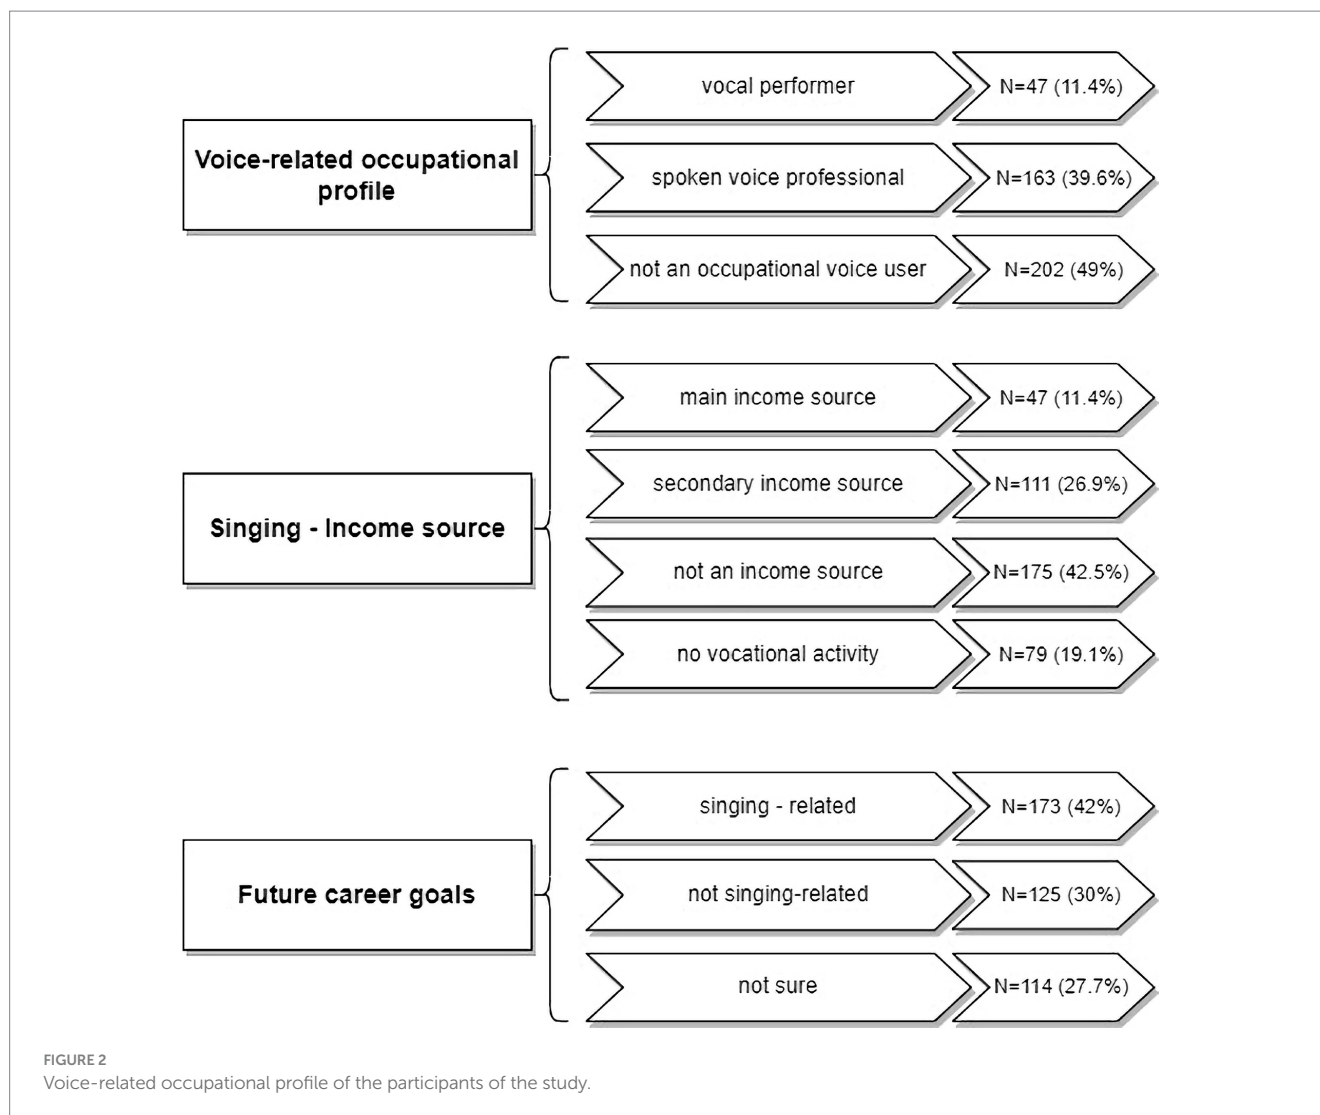 Voice-related occupational
profile
vocal performer
N=47 (11.4%)
spoken voice professional
N=163 (39.6%)
not an occupational voice user
N=202 (49%)
Singing - Income source
main income source
N=47 (11.4%)
secondary income source
N=111 (26.9%)
not an income source
N=175 (42.5%)
no vocational activity
N=79 (19.1%)
Future career goals
singing - related
N=173 (42%)
not singing-related
N=125 (30%)
not sure
N=114 (27.7%)
FIGURE 2
Voice-related occupational profile of the participants of the study.